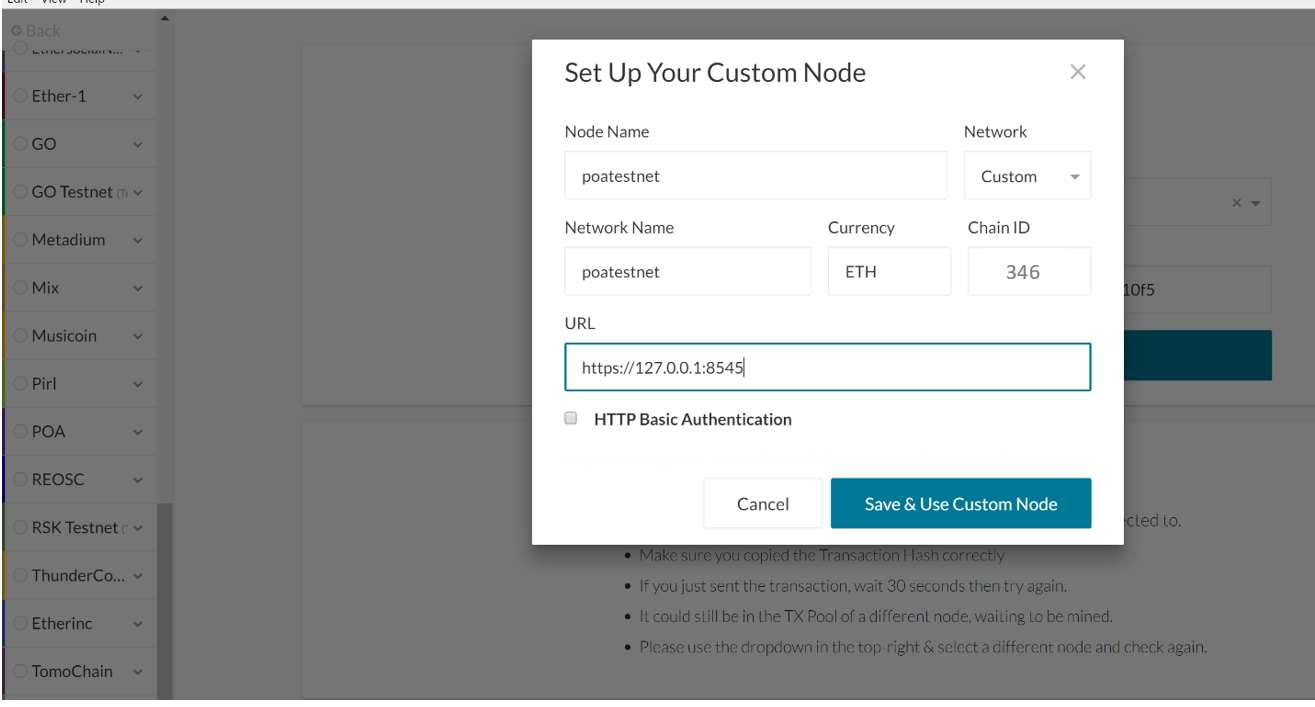 Edit View Help
Back
Ether-1
GO
GO Testnet (Te
Metadium
Mix
Musicoin
Pirl
POA
REOSC
RSK Testnet
ThunderCo...
Etherinc
TomoChain
Set Up Your Custom Node
Node Name Network
poatestnet Custom
Network Name Currency Chain ID
poatestnet ETH 346
URL
https://127.0.0.1:8545
HTTP Basic Authentication
Cancel Save & Use Custom Node
10f5
cted to.
Make sure you copied the Transaction Hash correctly
If you just sent the transaction, wait 30 seconds then try again.
It could still be in the TX Pool of a different node, waiting to be mined.
Please use the dropdown in the top-right & select a different node and check again.